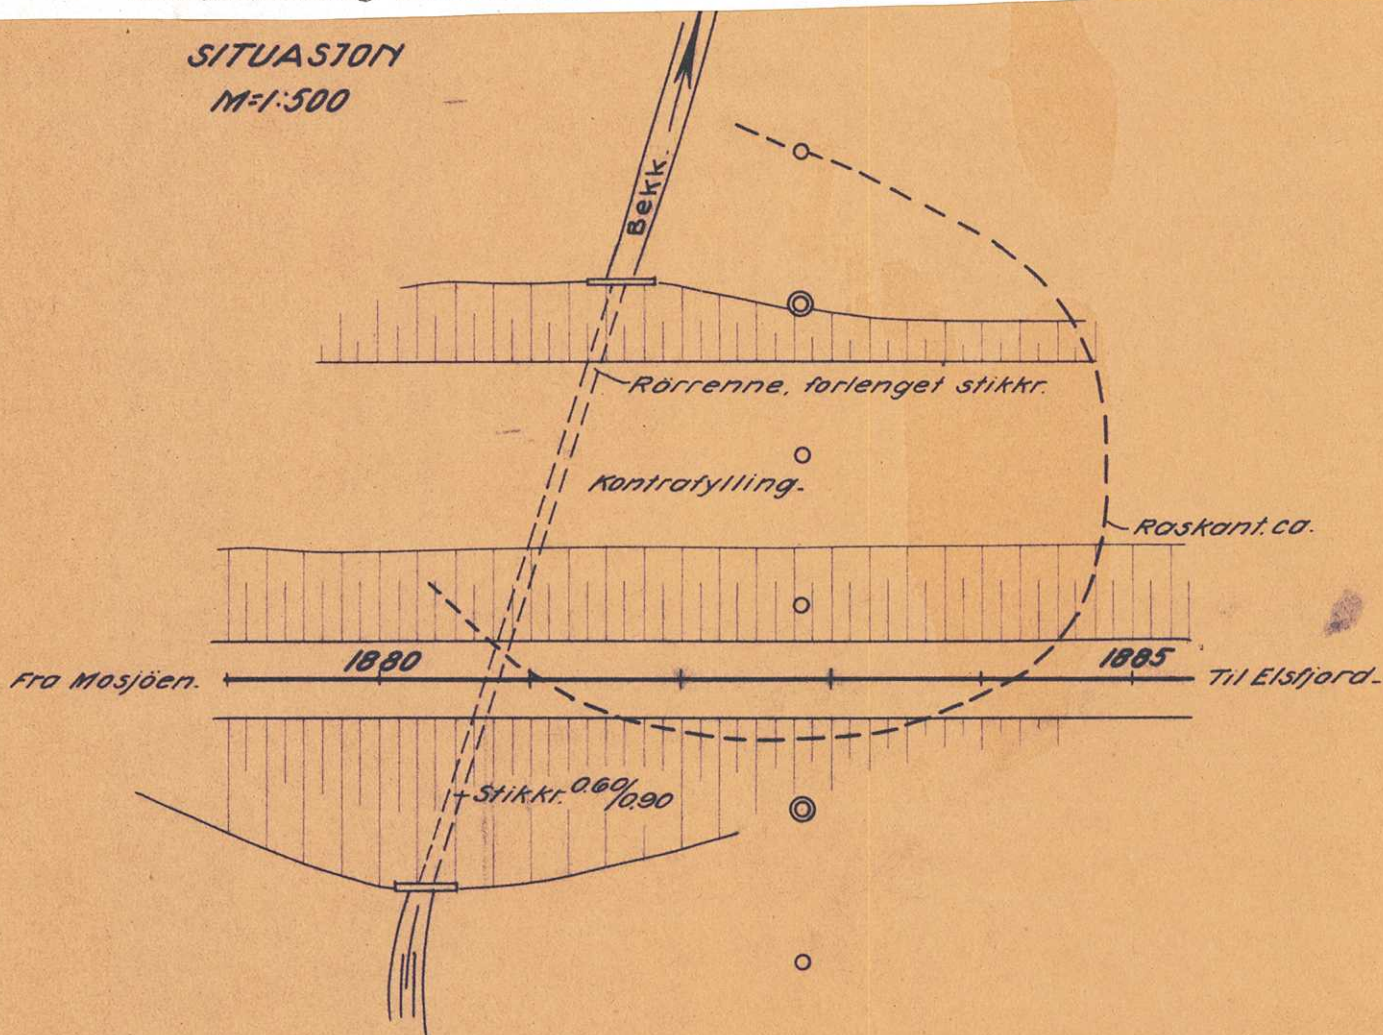 SITUASJON
M=1:500
Bekk.
Rörrenne, forlenget stikkr.
Kontrafylling.
Raskant. ca.
1880
1885
Fra Mosjöen.
Til Elsfjord.
Stikkr. 0.60/0.90